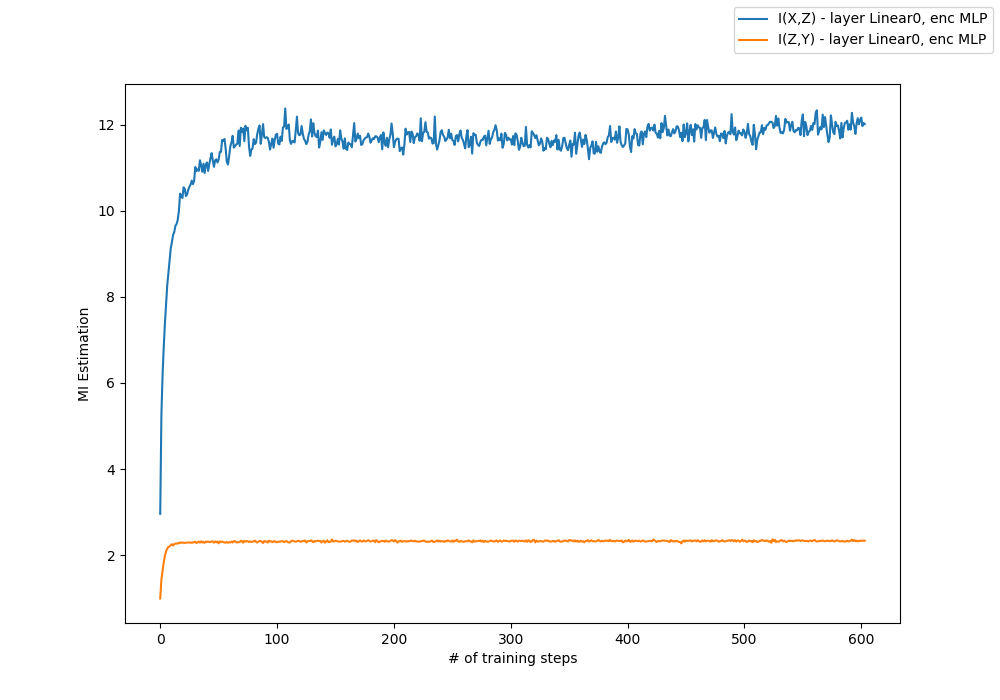 I(X,Z) - layer Linear0, enc MLP
I(Z,Y) - layer Linear0, enc MLP
12
10
8
6
4
2
MI Estimation
0 100 200 300 400 500 600
# of training steps